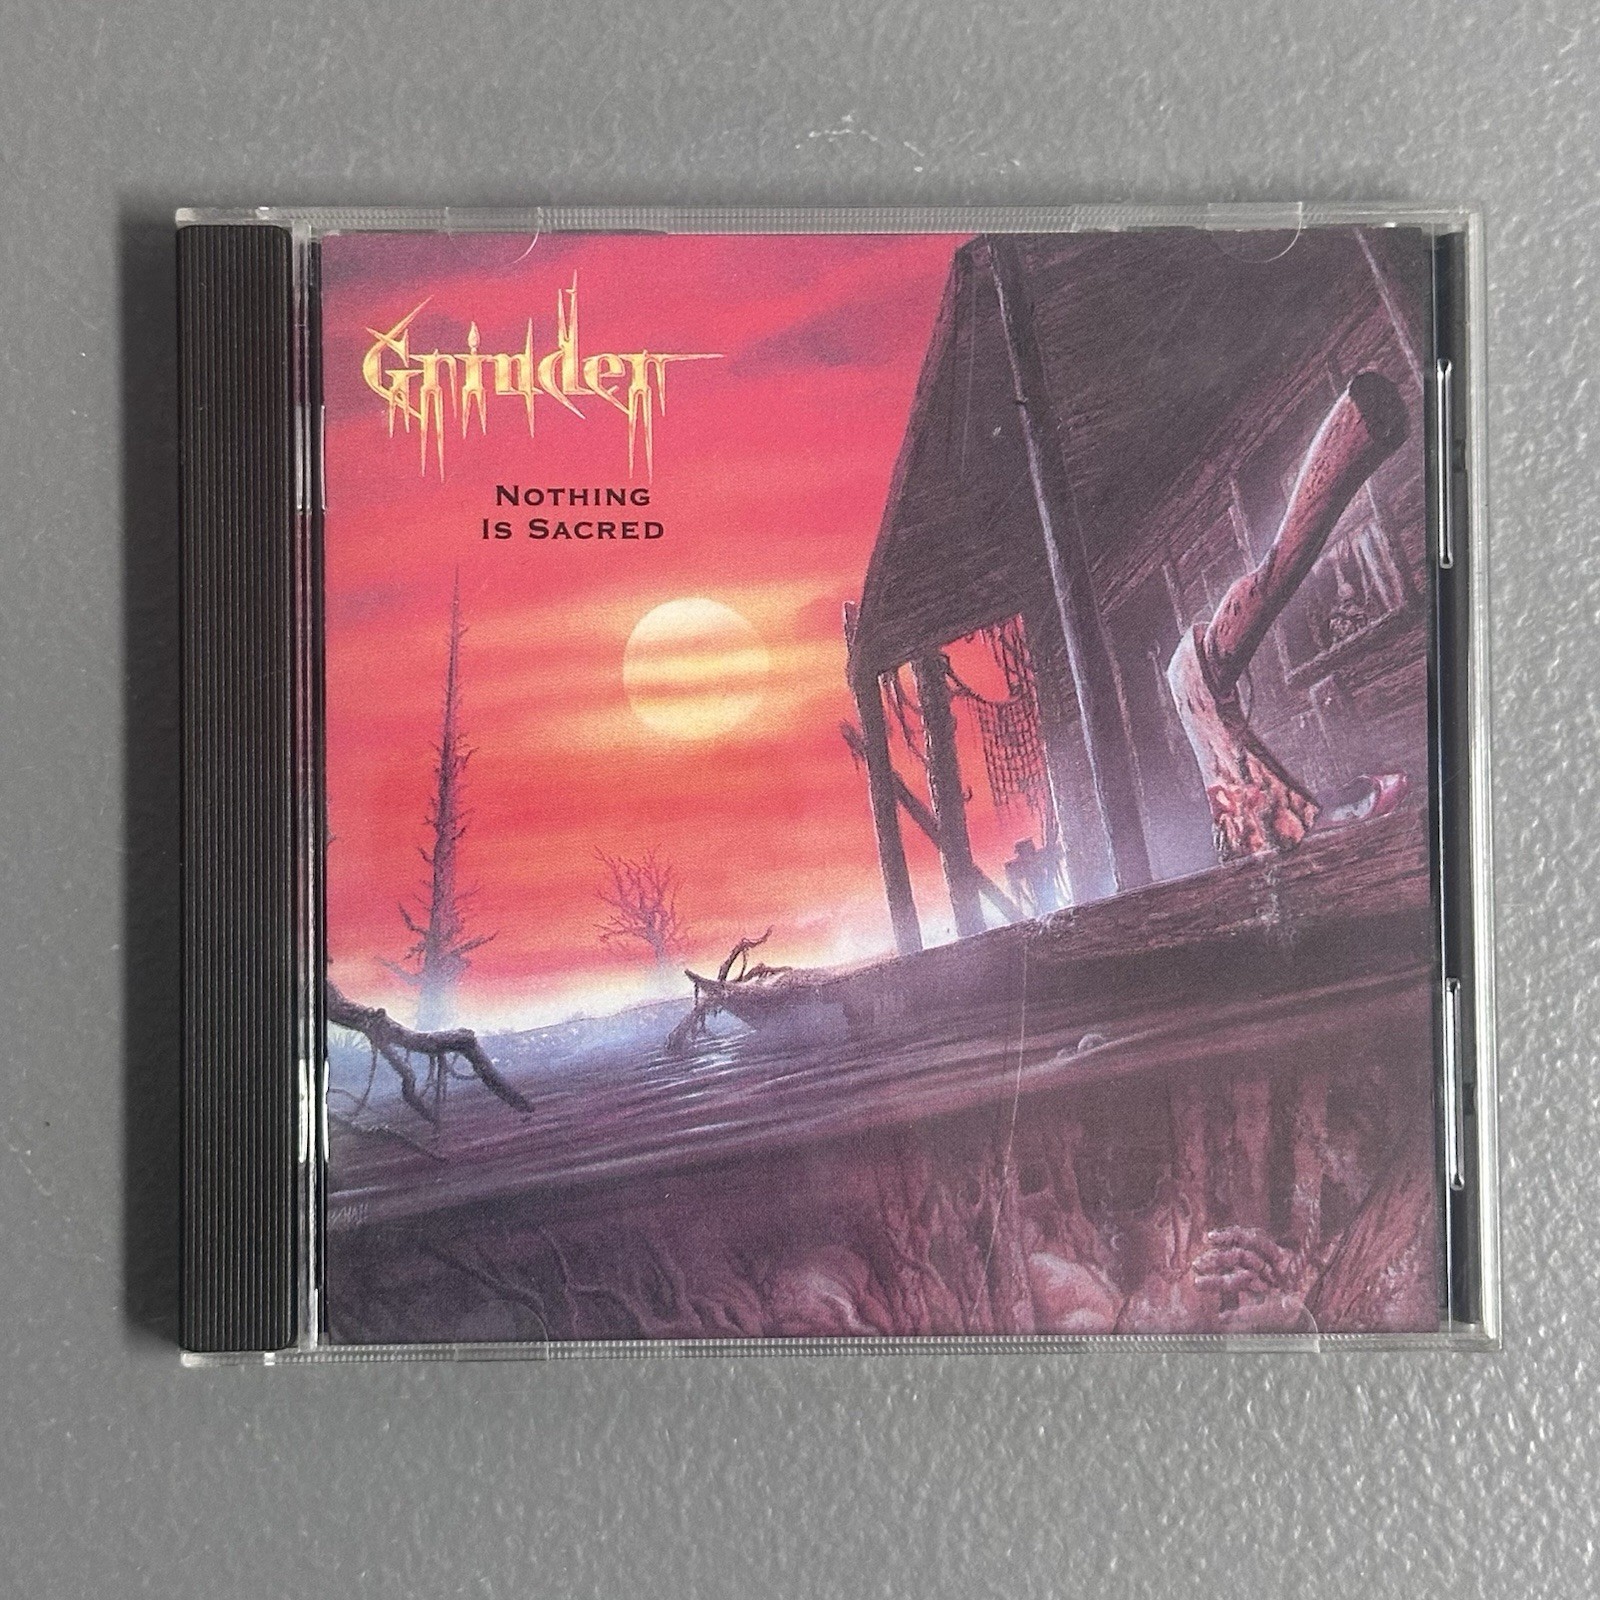 Grinder
NOTHING
IS SACRED